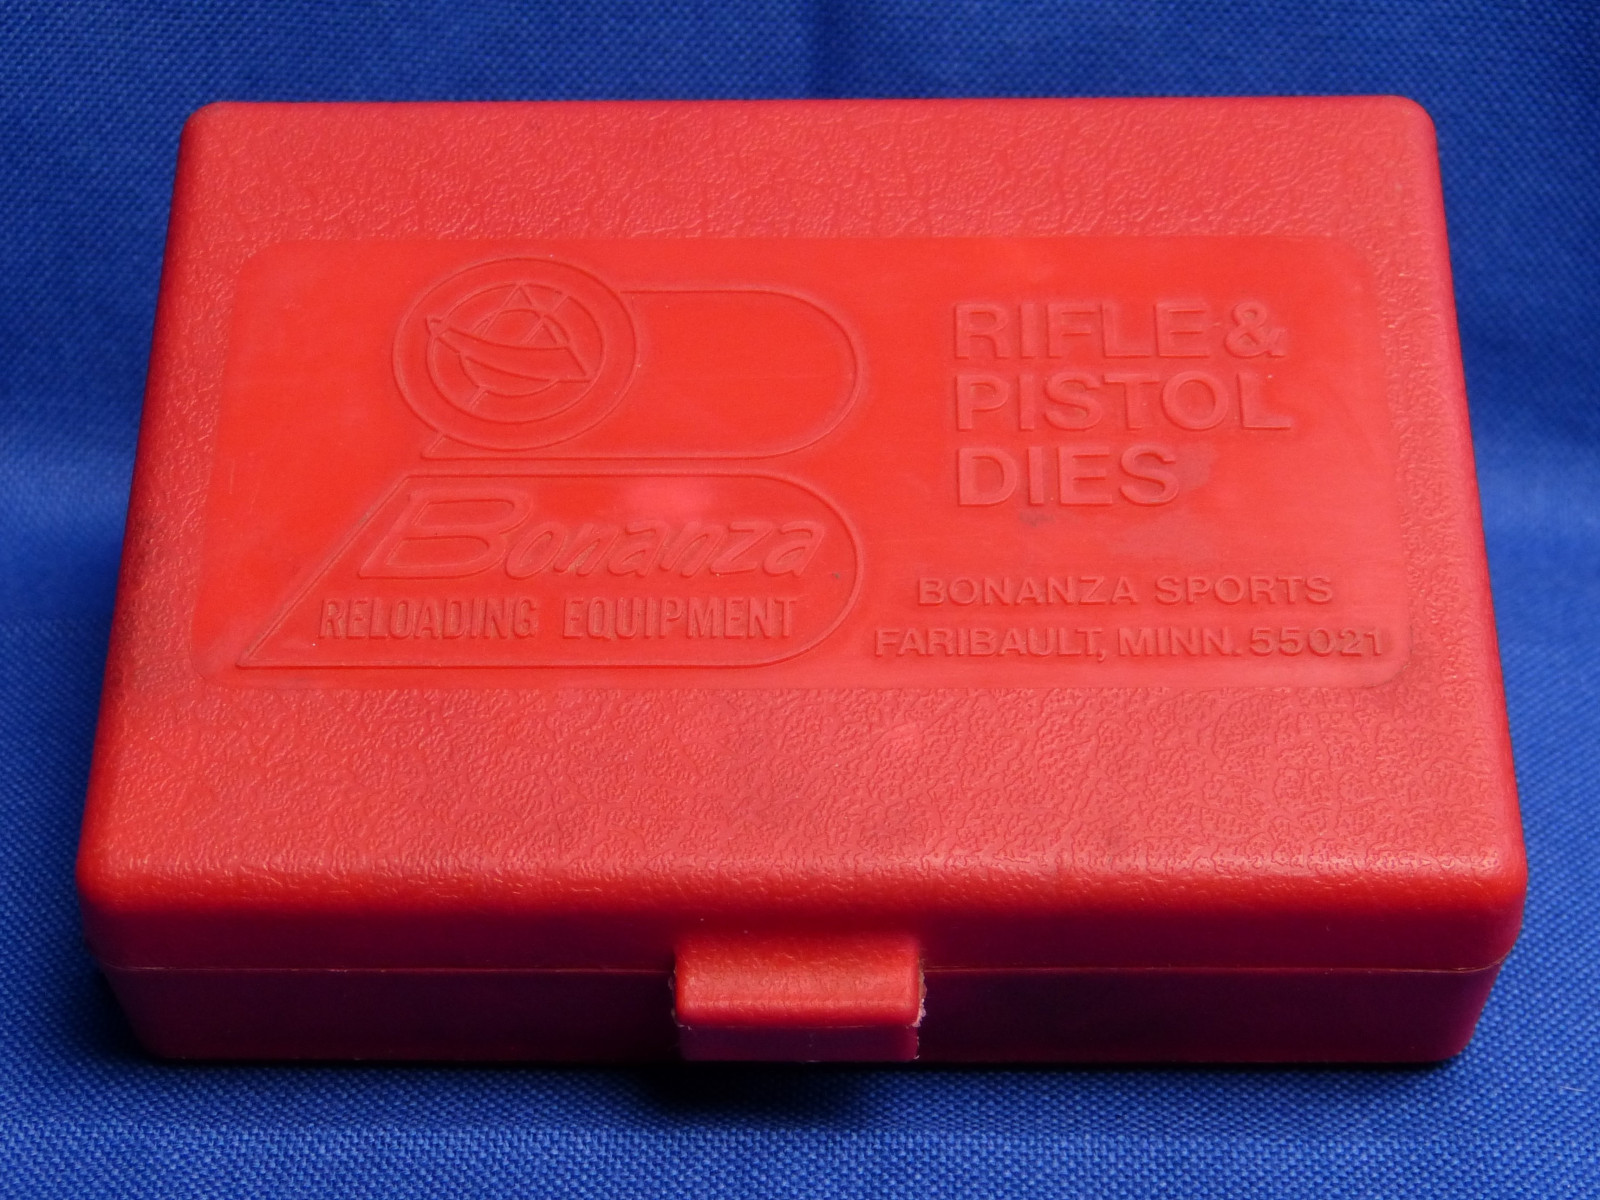 Bonanza
RELOADING EQUIPMENT
RIFLE &
PISTOL
DIES
BONANZA SPORTS
FARIBAULT, MINN. 55021